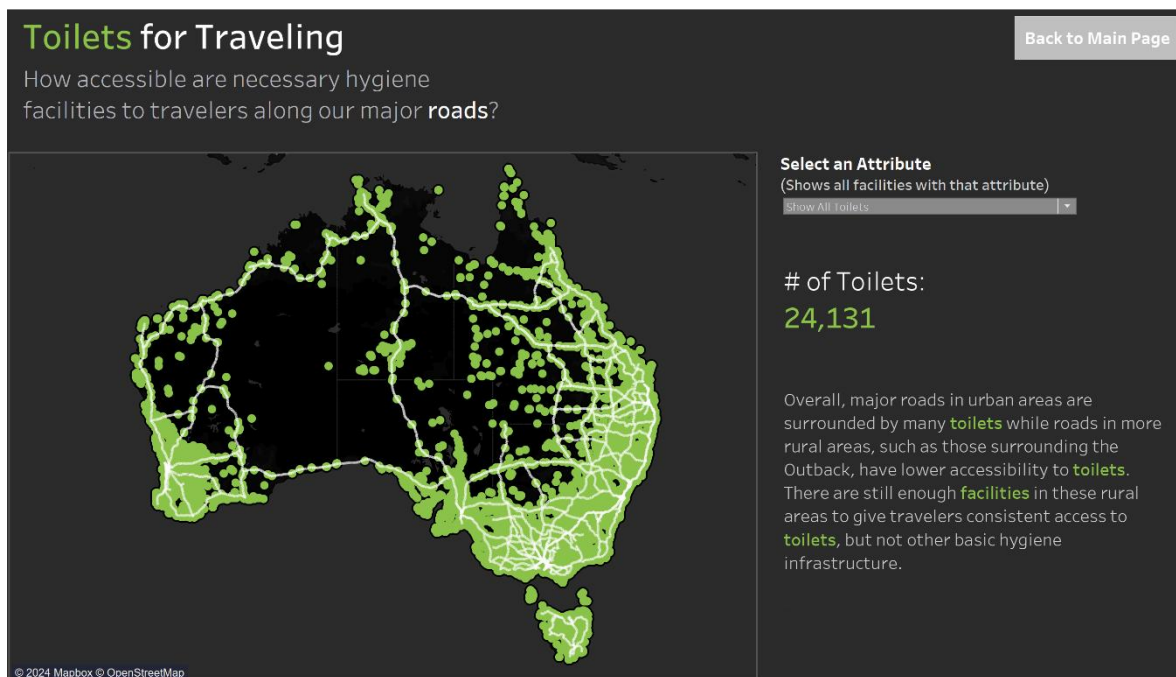 Toilets for Traveling
Back to Main Page
How accessible are necessary hygiene
facilities to travelers along our major roads?
Select an Attribute
(Shows all facilities with that attribute)
Show All Toilets
# of Toilets:
24,131
Overall, major roads in urban areas are
surrounded by many toilets while roads in more
rural areas, such as those surrounding the
Outback, have lower accessibility to toilets.
There are still enough facilities in these rural
areas to give travelers consistent access to
toilets, but not other basic hygiene
infrastructure.
© 2024 Mapbox © OpenStreetMap